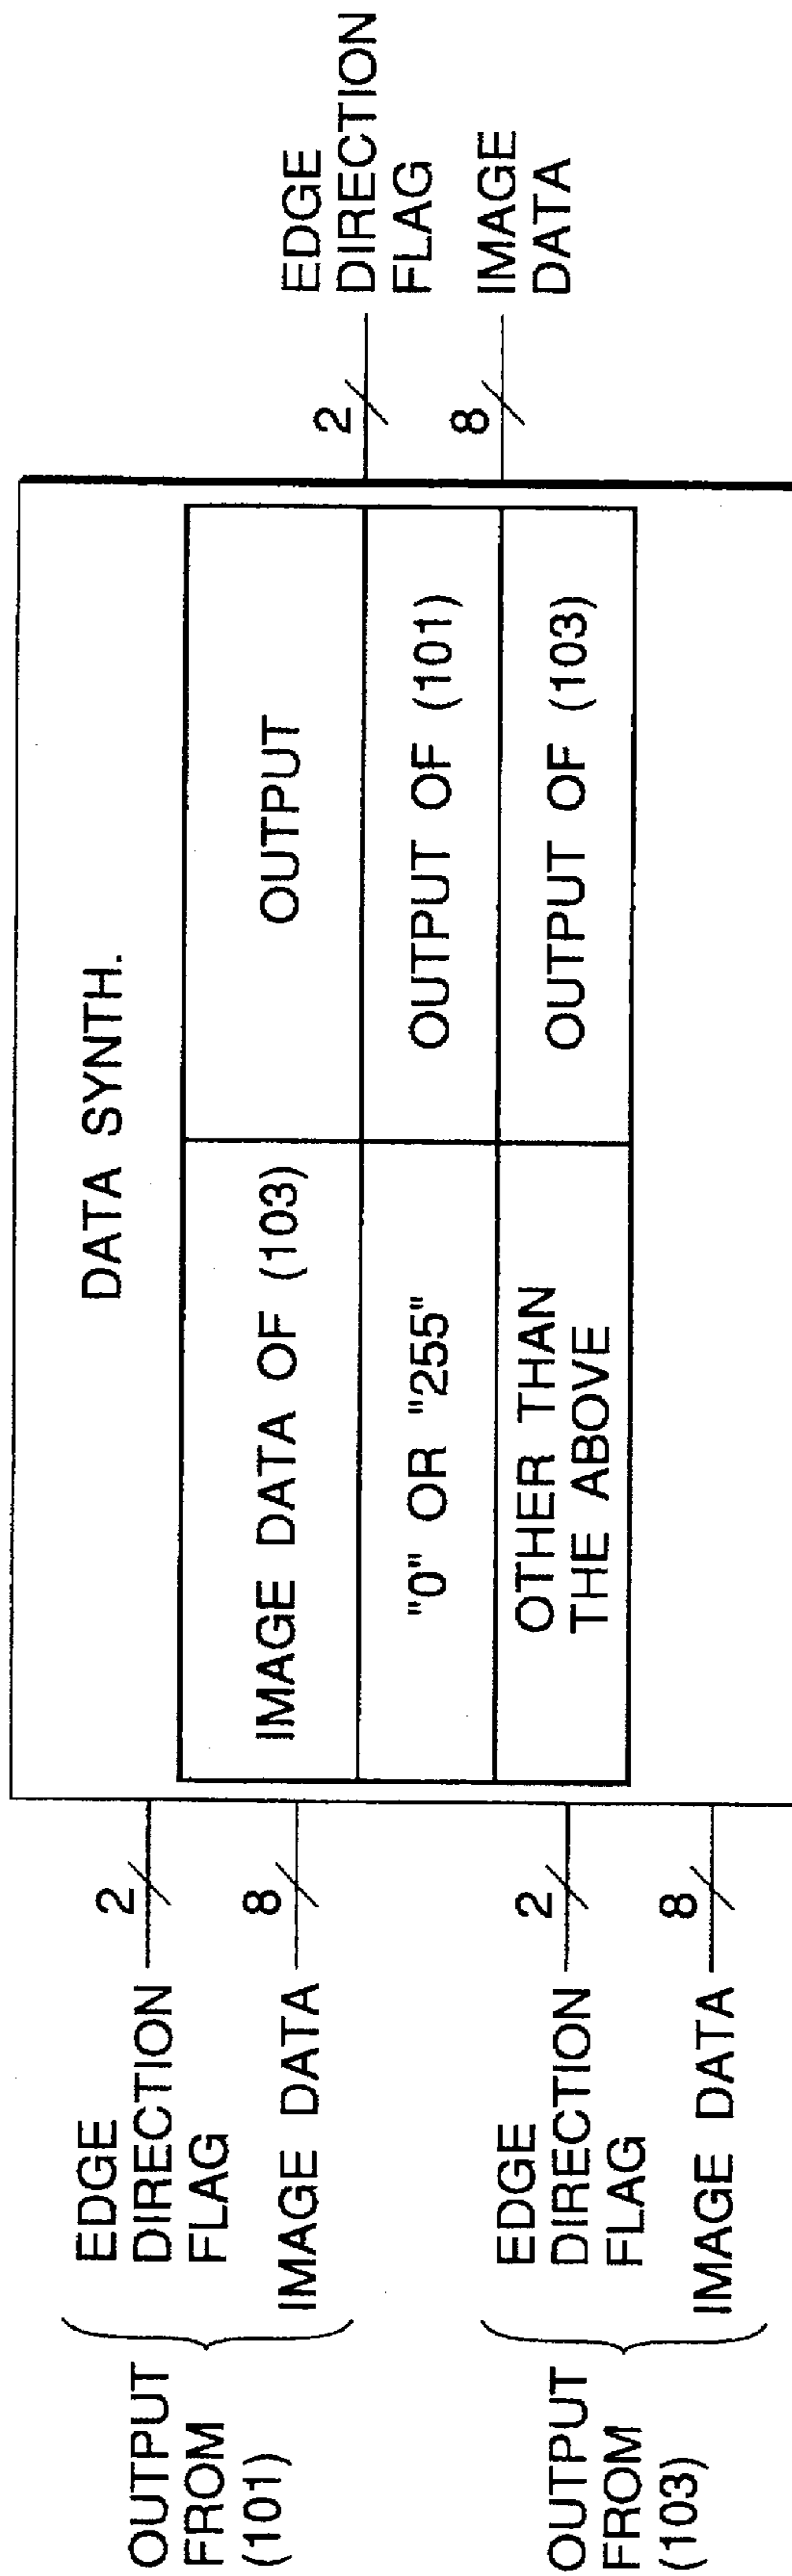 OUTPUT
FROM
(101)
EDGE
DIRECTION
FLAG
2
IMAGE DATA
8
OUTPUT
FROM
(103)
EDGE
DIRECTION
FLAG
2
IMAGE DATA
8
DATA SYNTH.
IMAGE DATA OF (103)
OUTPUT
"0" OR "255"
OUTPUT OF (101)
OTHER THAN
THE ABOVE
OUTPUT OF (103)
2
EDGE
DIRECTION
FLAG
8
IMAGE
DATA